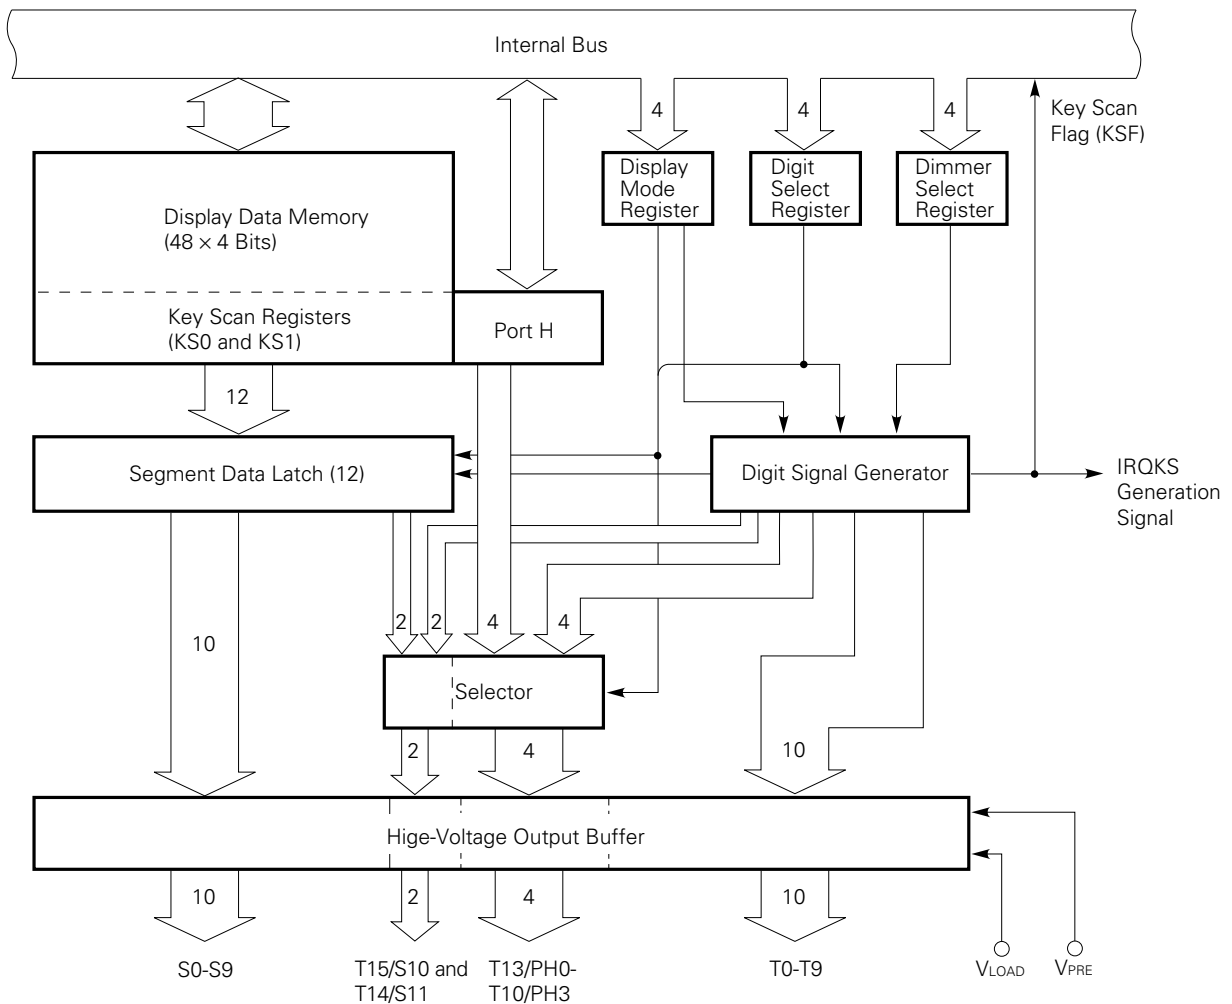 Internal Bus
4
4
4
Key Scan
Flag (KSF)
Display
Mode
Register
Digit
Select
Register
Dimmer
Select
Register
Display Data Memory
(48 × 4 Bits)
Key Scan Registers
(KS0 and KS1)
Port H
12
Segment Data Latch (12)
Digit Signal Generator
IRQKS
Generation
Signal
2
2
4
4
10
Selector
2
4
10
Hige-Voltage Output Buffer
10
2
4
10
S0-S9
T15/S10 and
T14/S11
T13/PH0-
T10/PH3
T0-T9
VLOAD
VPRE